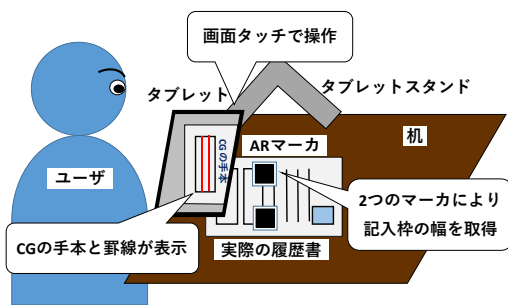 画面タッチで操作
タブレット
タブレットスタンド
ARマーカ
机
CGの手本
ユーザ
2つのマーカにより
記入枠の幅を取得
CGの手本と罫線が表示
実際の履歴書